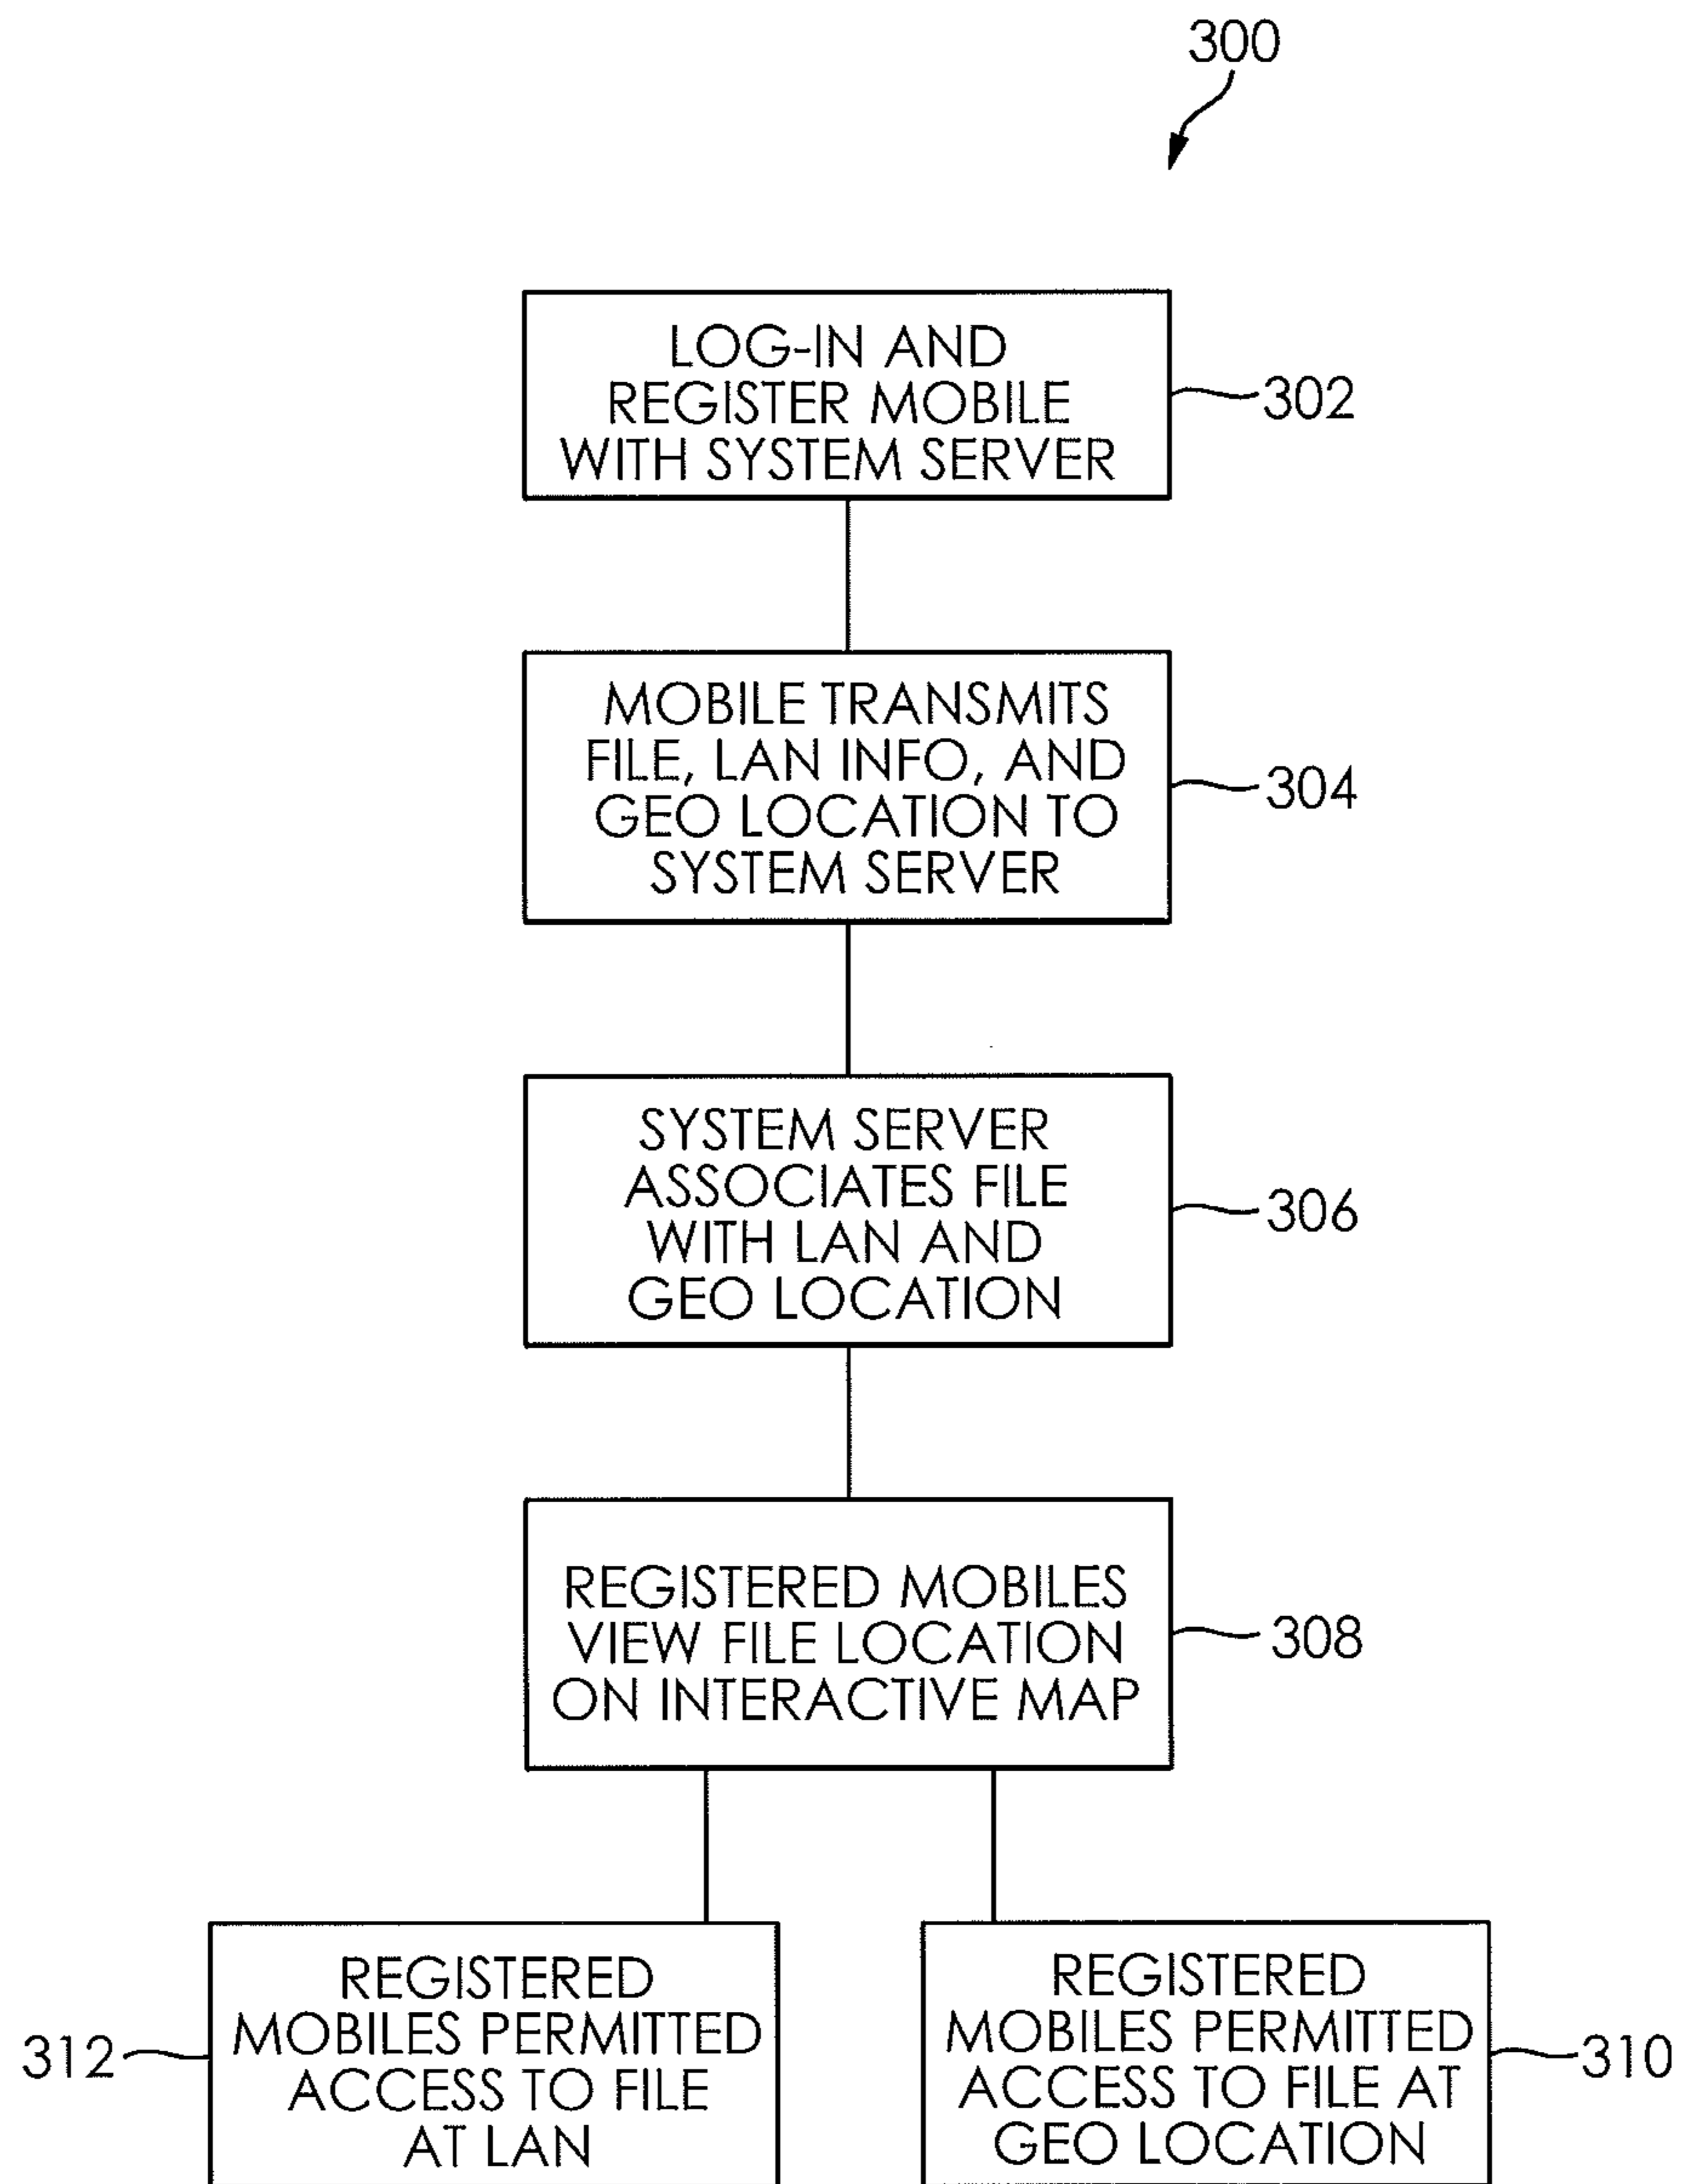 300
LOG-IN AND
REGISTER MOBILE
WITH SYSTEM SERVER
302
MOBILE TRANSMITS
FILE, LAN INFO, AND
GEO LOCATION TO
SYSTEM SERVER
304
SYSTEM SERVER
ASSOCIATES FILE
WITH LAN AND
GEO LOCATION
306
REGISTERED MOBILES
VIEW FILE LOCATION
ON INTERACTIVE MAP
308
312
REGISTERED
MOBILES PERMITTED
ACCESS TO FILE
AT LAN
REGISTERED
MOBILES PERMITTED
ACCESS TO FILE AT
GEO LOCATION
310